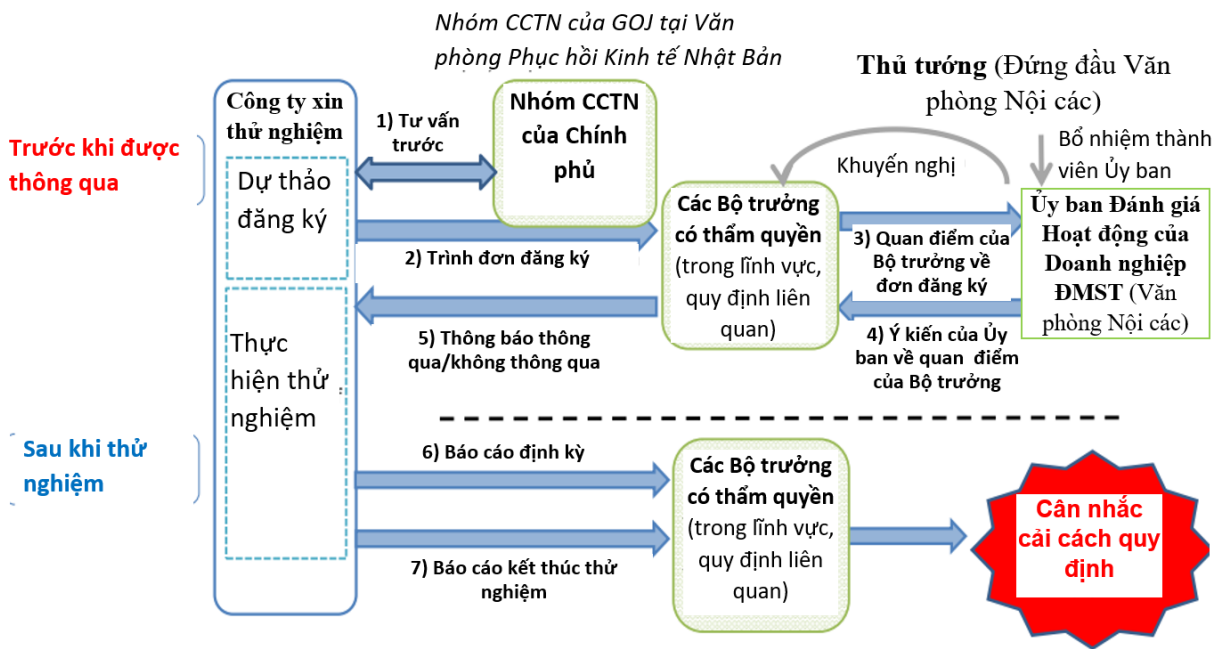 Nhóm CCTN của GOJ tại Văn
phòng Phục hồi Kinh tế Nhật Bản
Thủ tướng (Đứng đầu Văn
phòng Nội các)
Trước khi được
thông qua
Công ty xin
thử nghiệm
Dự thảo
đăng ký
1) Tư vấn
trước
Nhóm CCTN
của Chính
phủ
Khuyến nghị
Bổ nhiệm thành
viên Ủy ban
2) Trình đơn đăng ký
Các Bộ trưởng
có thẩm quyền
(trong lĩnh vực,
quy định liên
quan)
3) Quan điểm của
Bộ trưởng về
đơn đăng ký
Ủy ban Đánh giá
Hoạt động của
Doanh nghiệp
ĐMST (Văn
phòng Nội các)
4) Ý kiến của Ủy
ban về quan điểm
của Bộ trưởng
5) Thông báo thông
qua/không thông qua
Thực
hiện thử :
nghiệm
Sau khi thử
nghiệm
6) Báo cáo định kỳ
7) Báo cáo kết thúc thử
nghiệm
Các Bộ trưởng
có thẩm quyền
(trong lĩnh vực,
quy định liên
quan)
Cân nhắc
cải cách quy
định